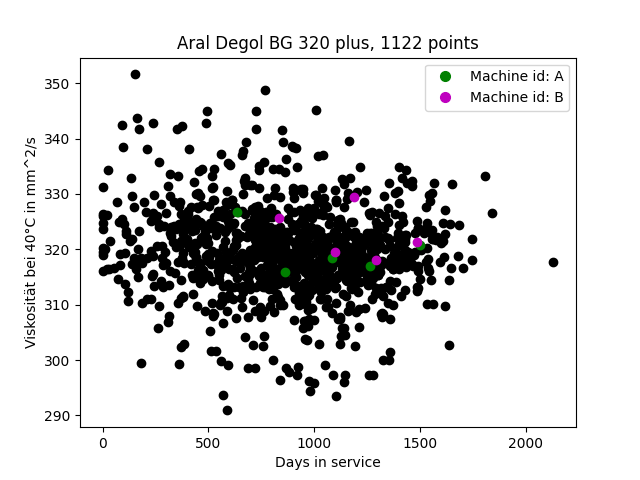 Aral Degol BG 320 plus, 1122 points
Machine id: A
Machine id: B
Viskosität bei 40°C in mm^2/s
350
340
330
320
310
300
290
0 500 1000 1500 2000
Days in service